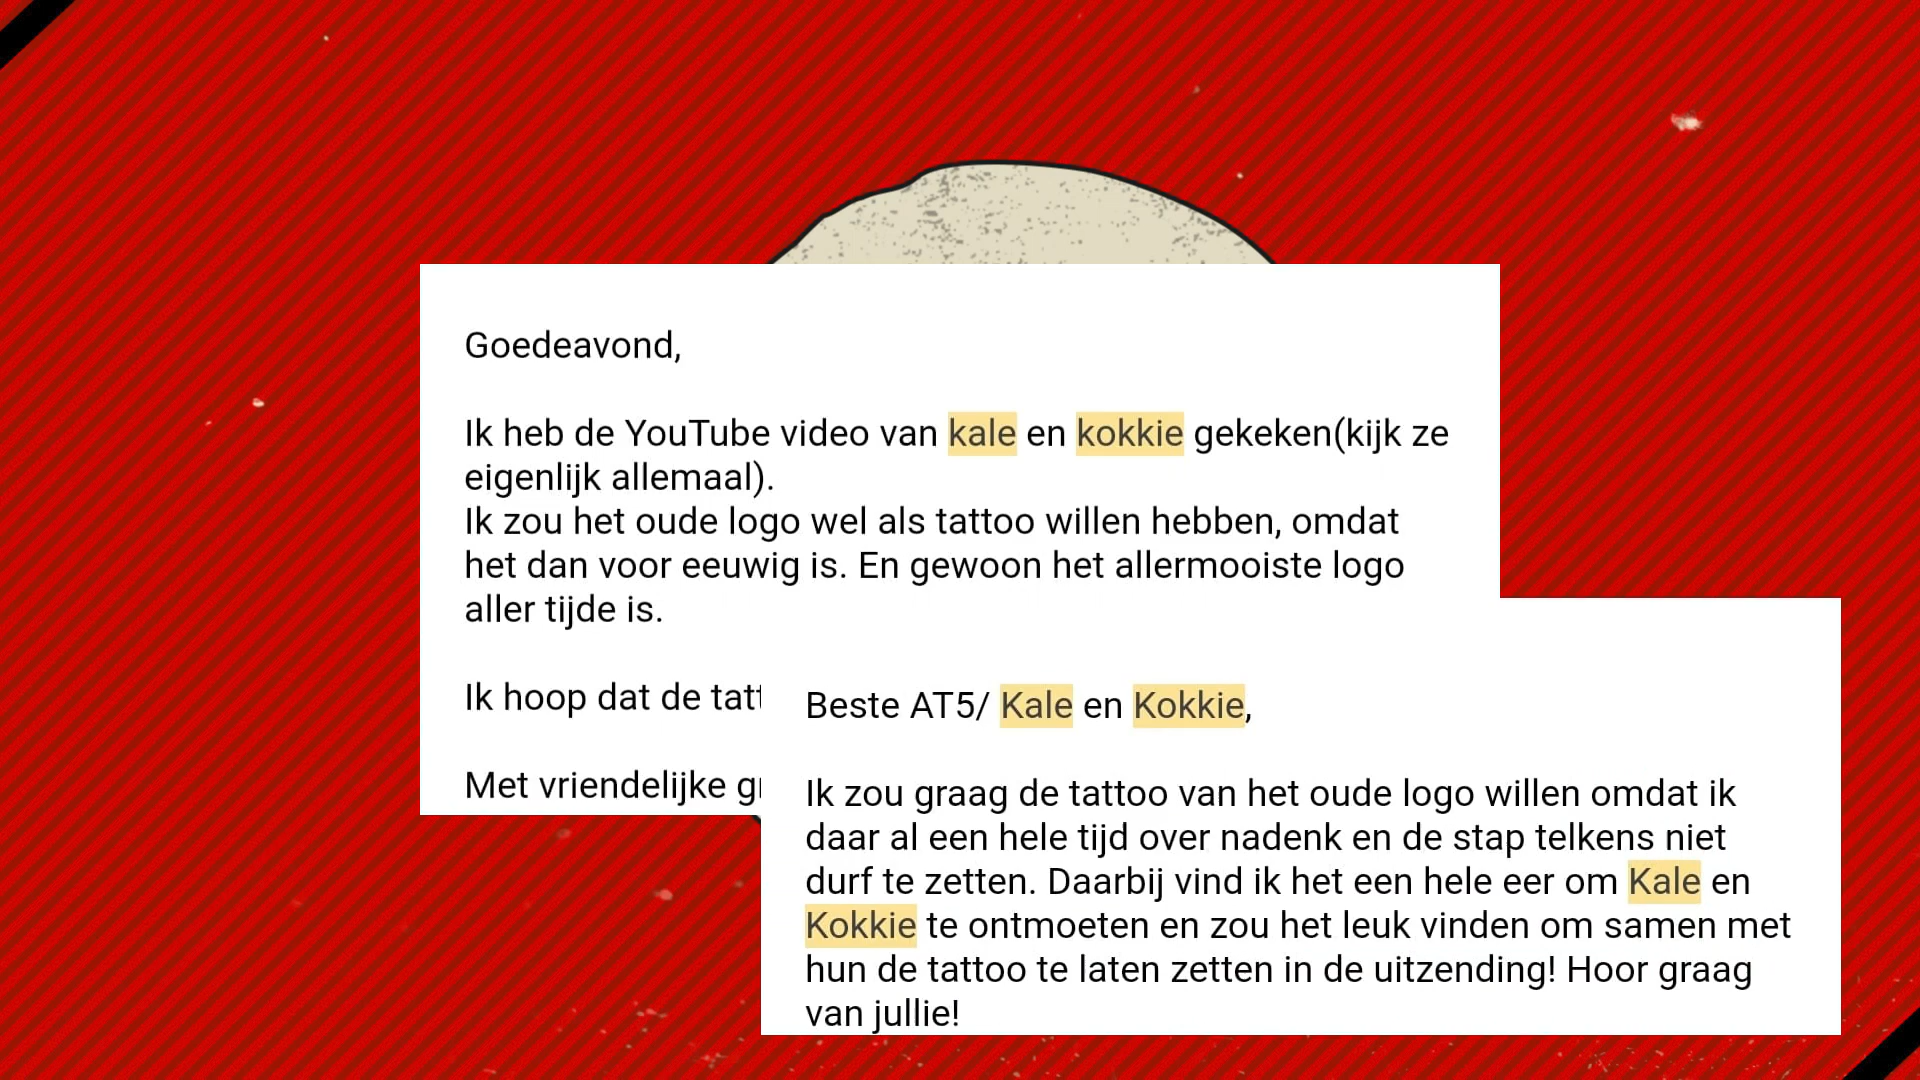 Goedeavond,
Ik heb de YouTube video van kale en kokkie gekeken(kijk ze
eigenlijk allemaal).
Ik zou het oude logo wel als tattoo willen hebben, omdat
het dan voor eeuwig is. En gewoon het allermooiste logo
aller tijde is.
Ik hoop dat de
Met vriendelijke
Beste AT5/ Kale en Kokkie,
Ik zou graag de tattoo van het oude logo willen omdat ik
daar al een hele tijd over nadenk en de stap telkens niet
durf te zetten. Daarbij vind ik het een hele eer om Kale en
Kokkie te ontmoeten en zou het leuk vinden om samen met
hun de tattoo te laten zetten in de uitzending! Hoor graag
van jullie!